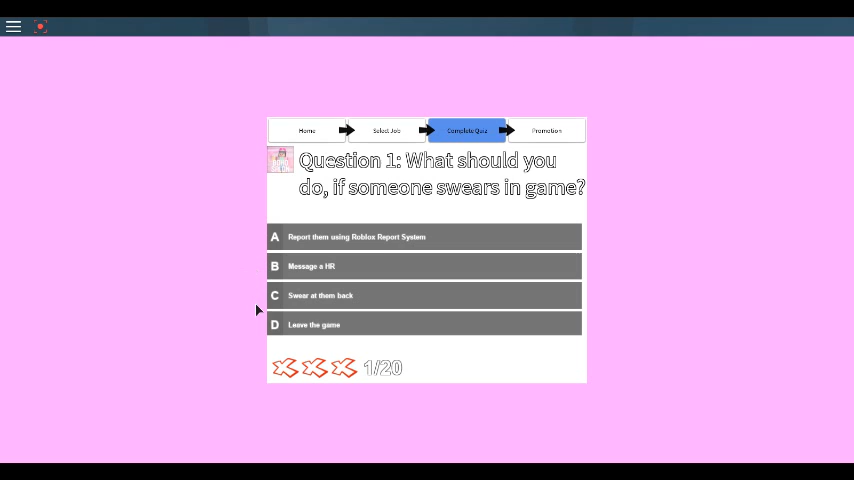 Home
Select Job
Complete Quiz
Promotion
Question 1: What should you
do, if someone swears in game?
A Report them using Roblox Report System
B Message a HR
C Swear at them back
D Leave the game
1/20